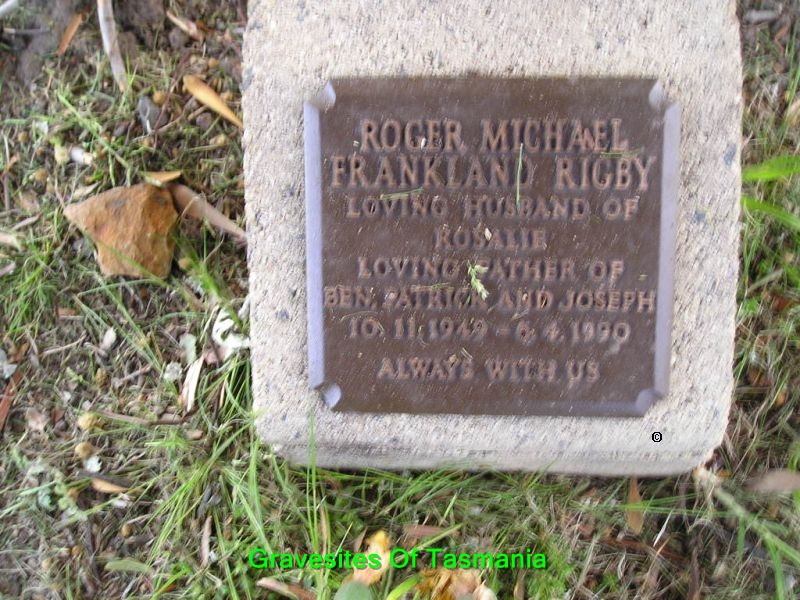 ROGER MICHAEL
FRANKLAND RIGBY
LOVING HUSBAND OF
ROSALIE
LOVING FATHER OF
BEN, PATRICK AND JOSEPH
10.11.1949 - 6.4.1990
ALWAYS WITH US
©
Gravesites Of Tasmania